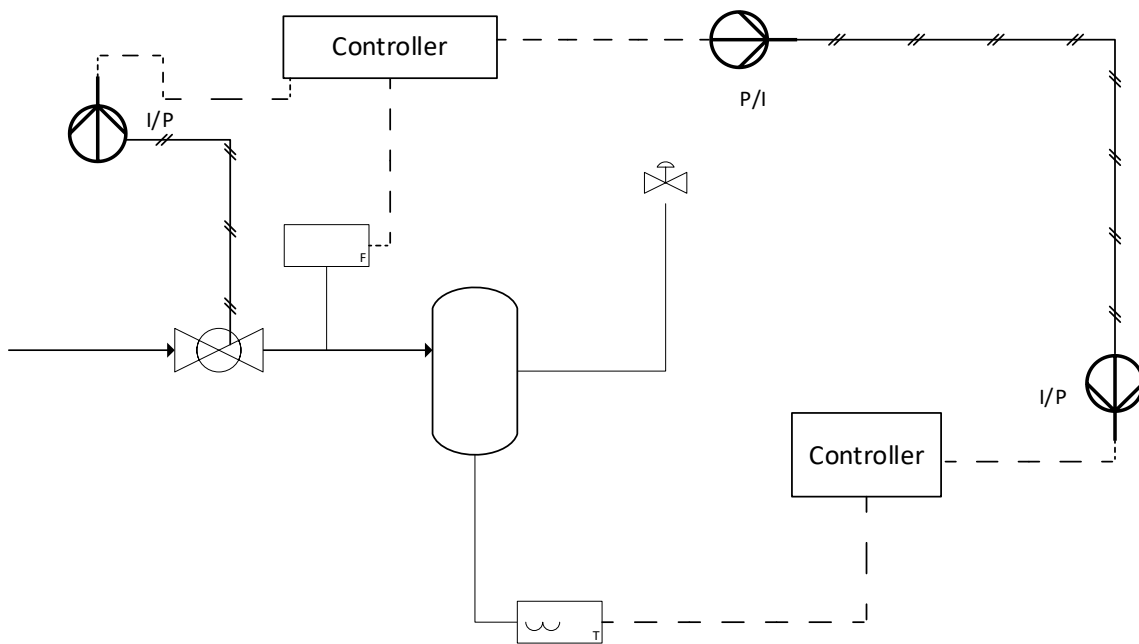 Controller
P/I
I/P
F
I/P
Controller
T